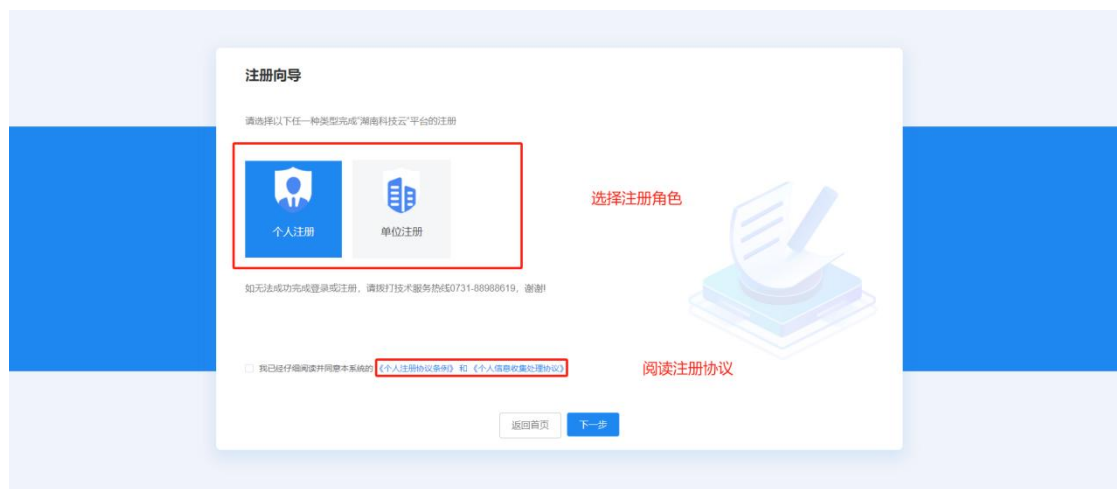 注册向导
请选择以下任一种类型完成"湖南科技云"平台的注册
个人注册
单位注册
选择注册角色
如无法成功完成登录或注册，请拨打技术服务热线0731-88988619，谢谢!
我已经仔细阅读并同意本系统的《个人注册协议条例》和《个人信息收集处理协议》
阅读注册协议
返回首页
下一步